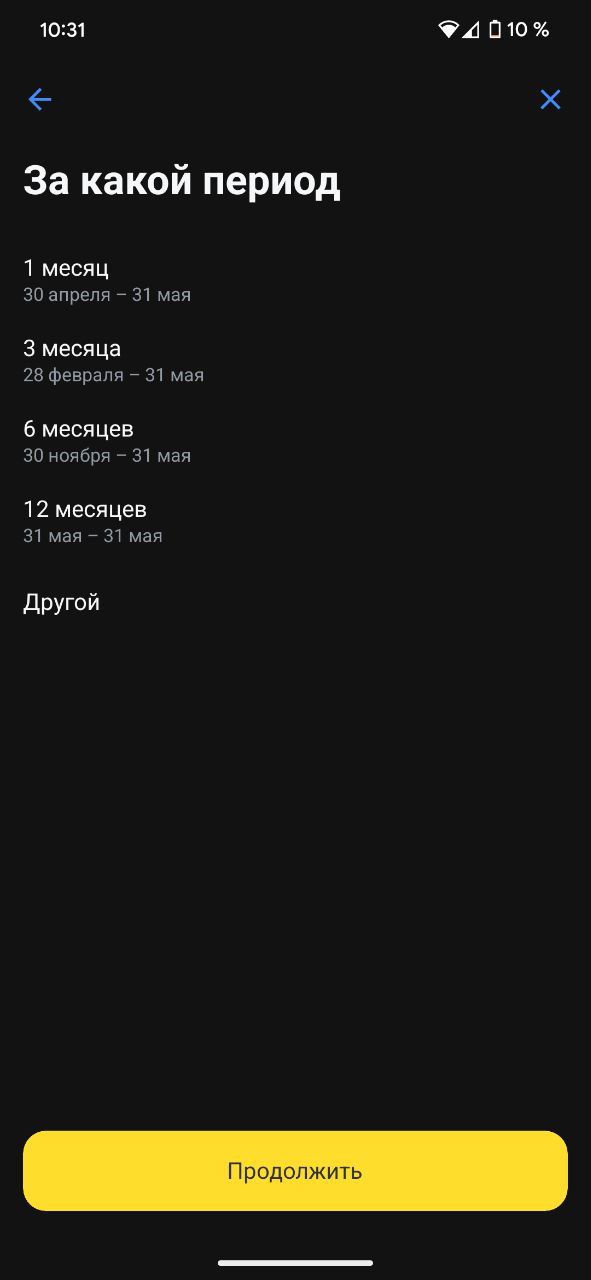 10:31 10 %
За какой период
1 месяц
30 апреля – 31 мая
3 месяца
28 февраля – 31 мая
6 месяцев
30 ноября – 31 мая
12 месяцев
31 мая – 31 мая
Другой
Продолжить